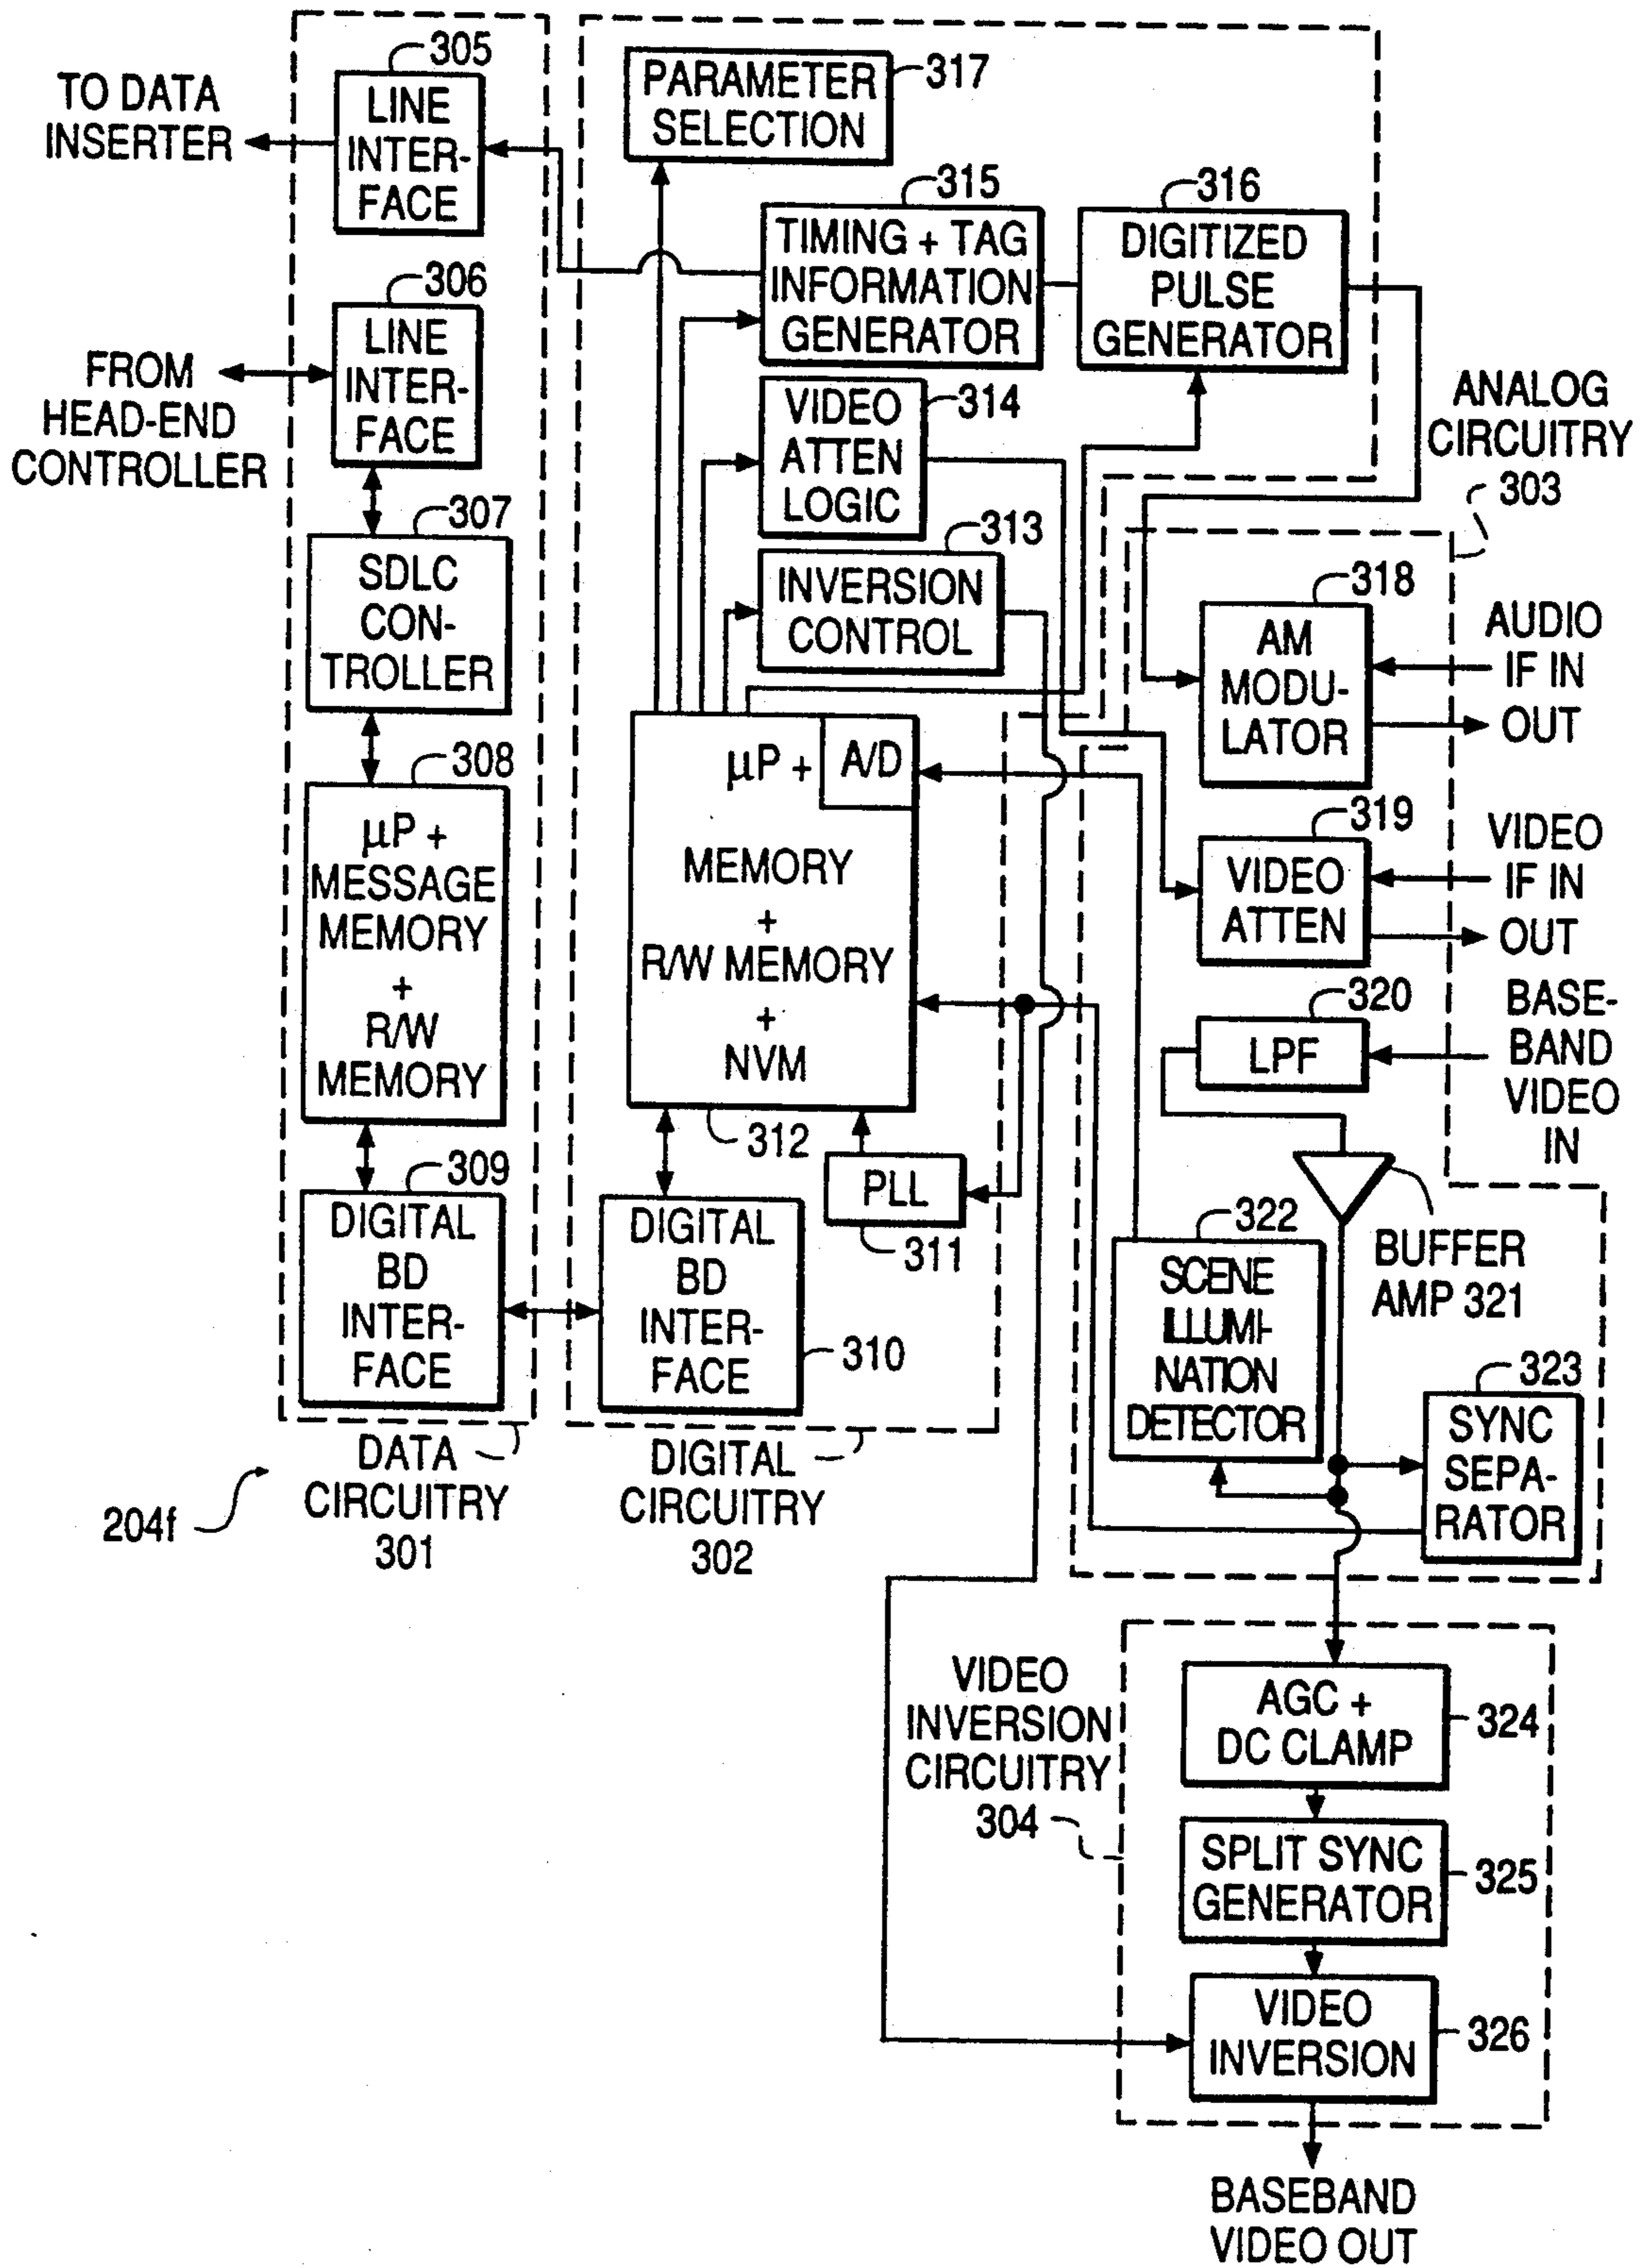 TO DATA
INSERTER
305
LINE
INTER-
FACE
306
LINE
INTER-
FACE
FROM
HEAD-END
CONTROLLER
307
SDLC
CON-
TROLLER
308
µP +
MESSAGE
MEMORY
+
R/W
MEMORY
309
DIGITAL
BD
INTER-
FACE
DATA
CIRCUITRY
301
204f
PARAMETER
SELECTION
317
315
TIMING + TAG
INFORMATION
GENERATOR
316
DIGITIZED
PULSE
GENERATOR
VIDEO
ATTEN
LOGIC
314
313
INVERSION
CONTROL
µP +
A/D
MEMORY
+
R/W MEMORY
+
NVM
312
PLL
311
DIGITAL
BD
INTER-
FACE
310
DIGITAL
CIRCUITRY
302
ANALOG
CIRCUITRY
303
318
AM
MODU-
LATOR
AUDIO
IF IN
OUT
319
VIDEO
ATTEN
VIDEO
IF IN
OUT
320
LPF
BASE-
BAND
VIDEO
IN
BUFFER
AMP 321
322
SCENE
ILLUMI-
NATION
DETECTOR
323
SYNC
SEPA-
RATOR
VIDEO
INVERSION
CIRCUITRY
304
AGC +
DC CLAMP
324
SPLIT SYNC
GENERATOR
325
VIDEO
INVERSION
326
BASEBAND
VIDEO OUT